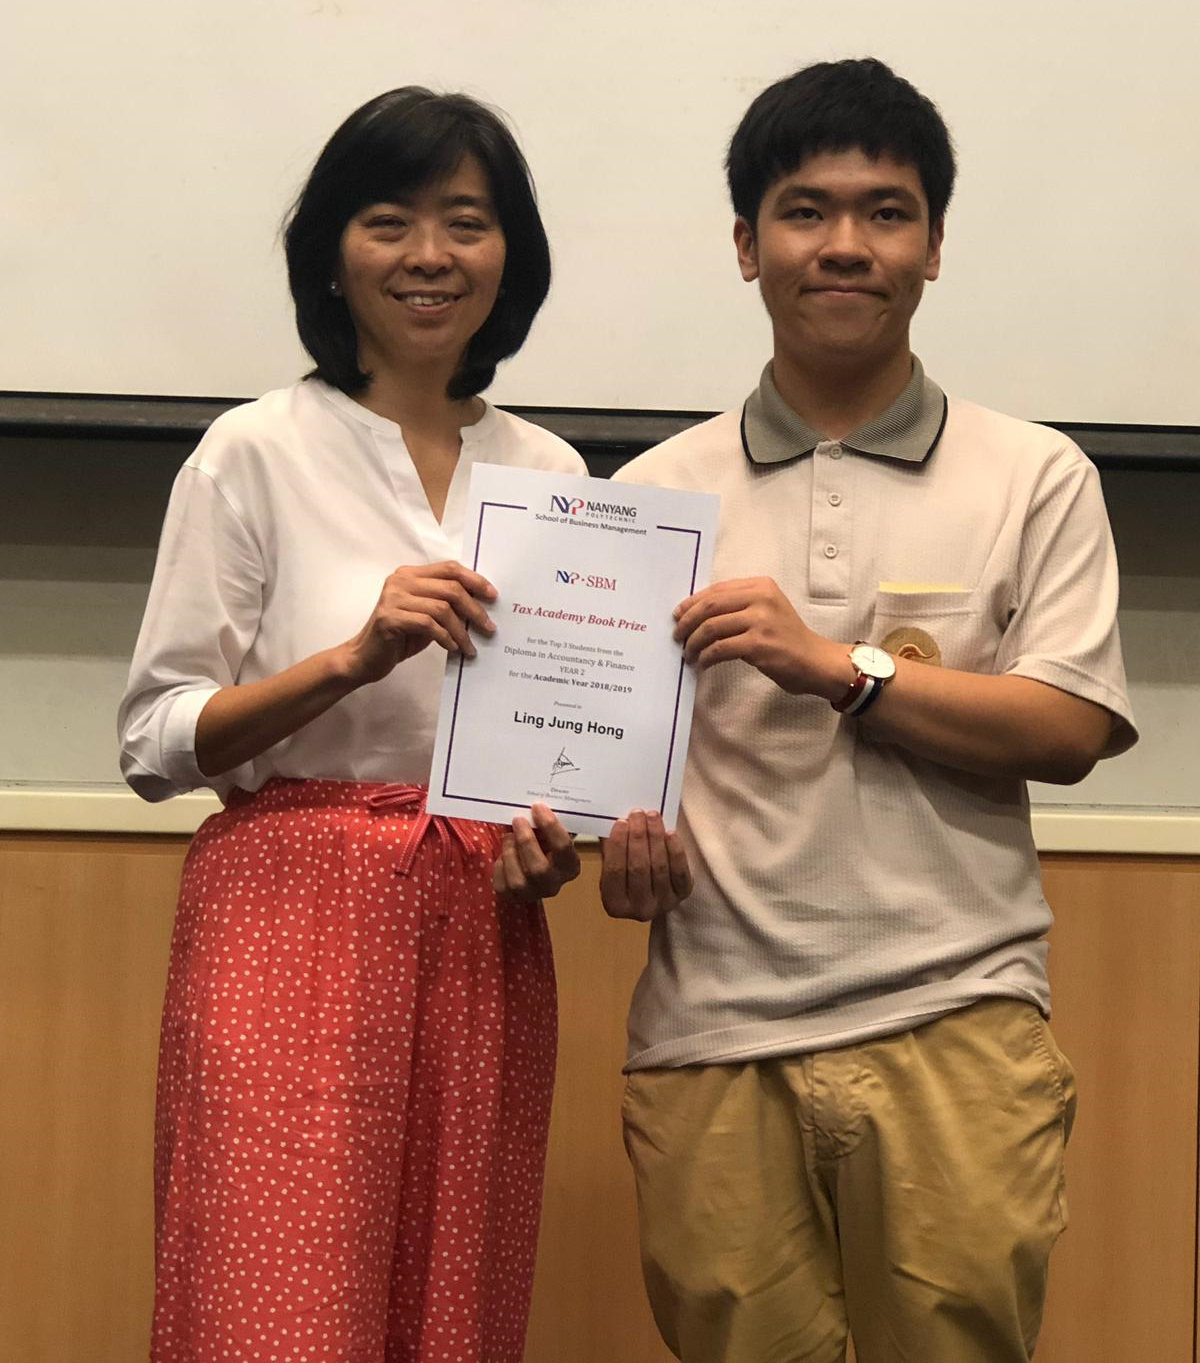 NYP NANYANG
POLYTECHNIC
School of Business Management
NYP·SBM
Tax Academy Book Prize
for the Top 3 Students from the
Diploma in Accountancy & Finance
YEAR 2
for the Academic Year 2018/2019
Presented to
Ling Jung Hong
Director
School of Business Management